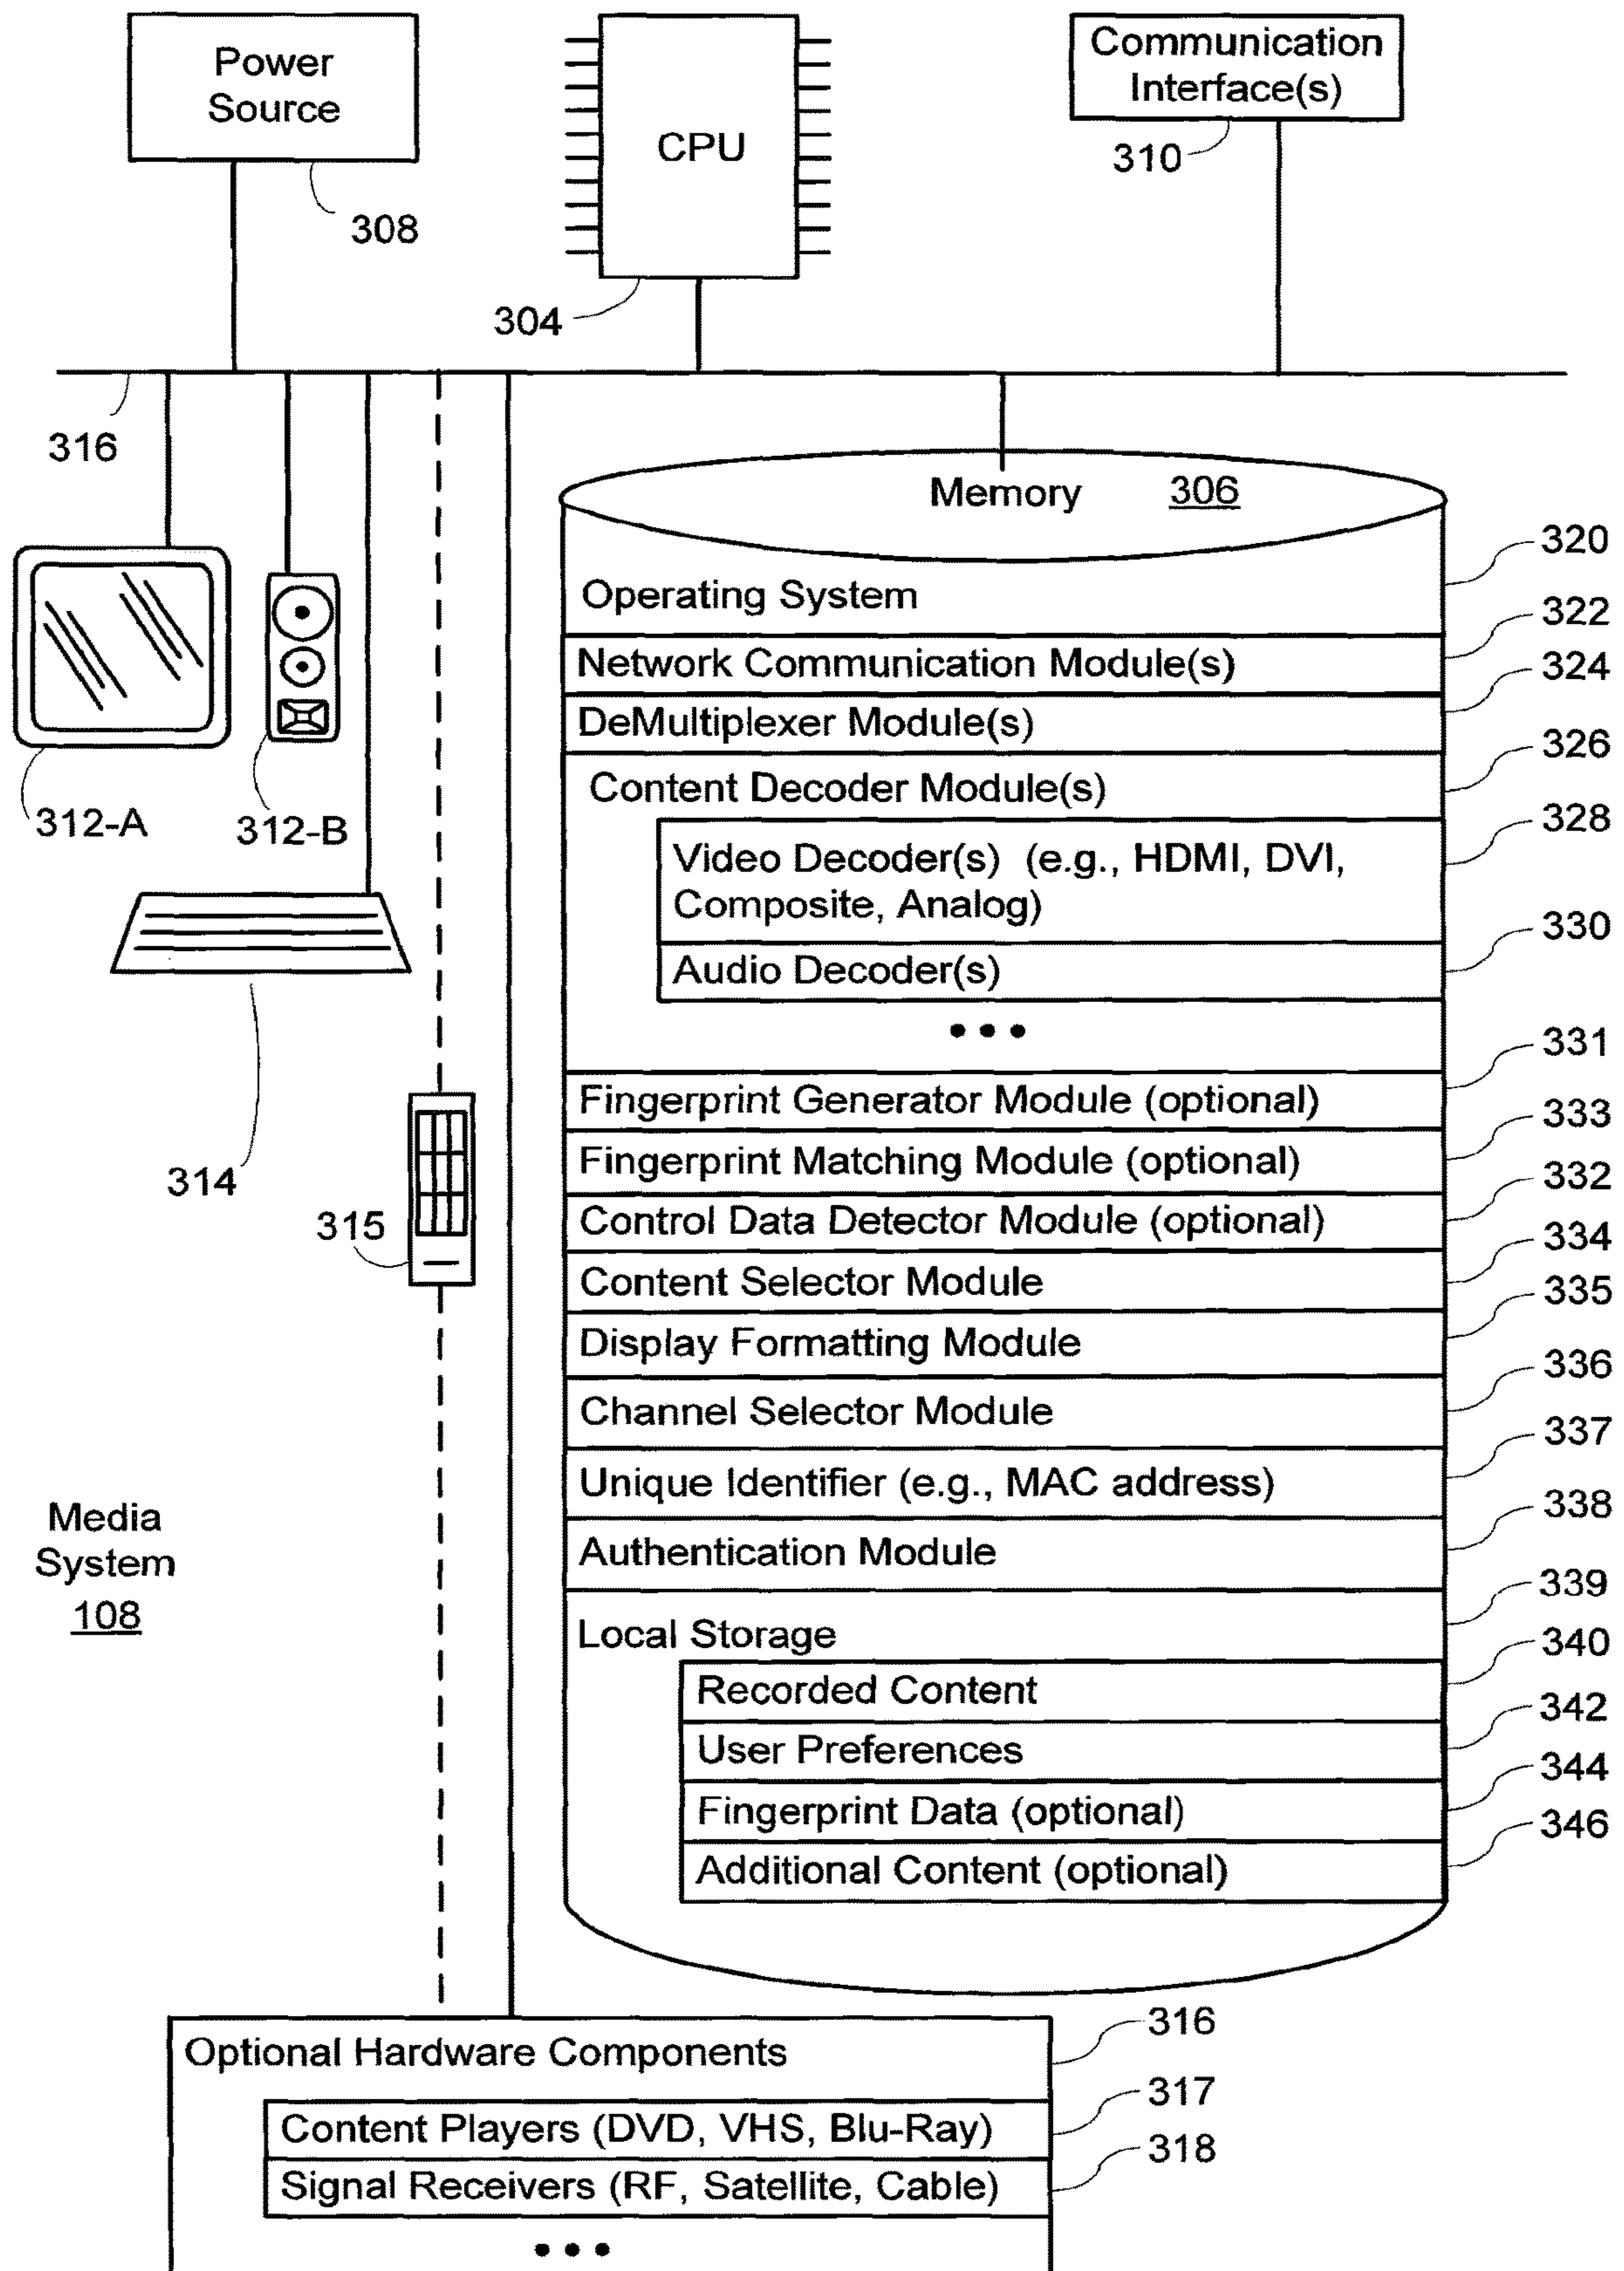 Power
Source
308
CPU
304
Communication
Interface(s)
310
316
312-A
312-B
314
315
Media
System
108
Memory 306
Operating System 320
Network Communication Module(s) 322
DeMultiplexer Module(s) 324
Content Decoder Module(s) 326
Video Decoder(s) (e.g., HDMI, DVI, 328
Composite, Analog)
Audio Decoder(s) 330
• • •
Fingerprint Generator Module (optional) 331
Fingerprint Matching Module (optional) 333
Control Data Detector Module (optional) 332
Content Selector Module 334
Display Formatting Module 335
Channel Selector Module 336
Unique Identifier (e.g., MAC address) 337
Authentication Module 338
Local Storage 339
Recorded Content 340
User Preferences 342
Fingerprint Data (optional) 344
Additional Content (optional) 346
Optional Hardware Components 316
Content Players (DVD, VHS, Blu-Ray) 317
Signal Receivers (RF, Satellite, Cable) 318
• • •